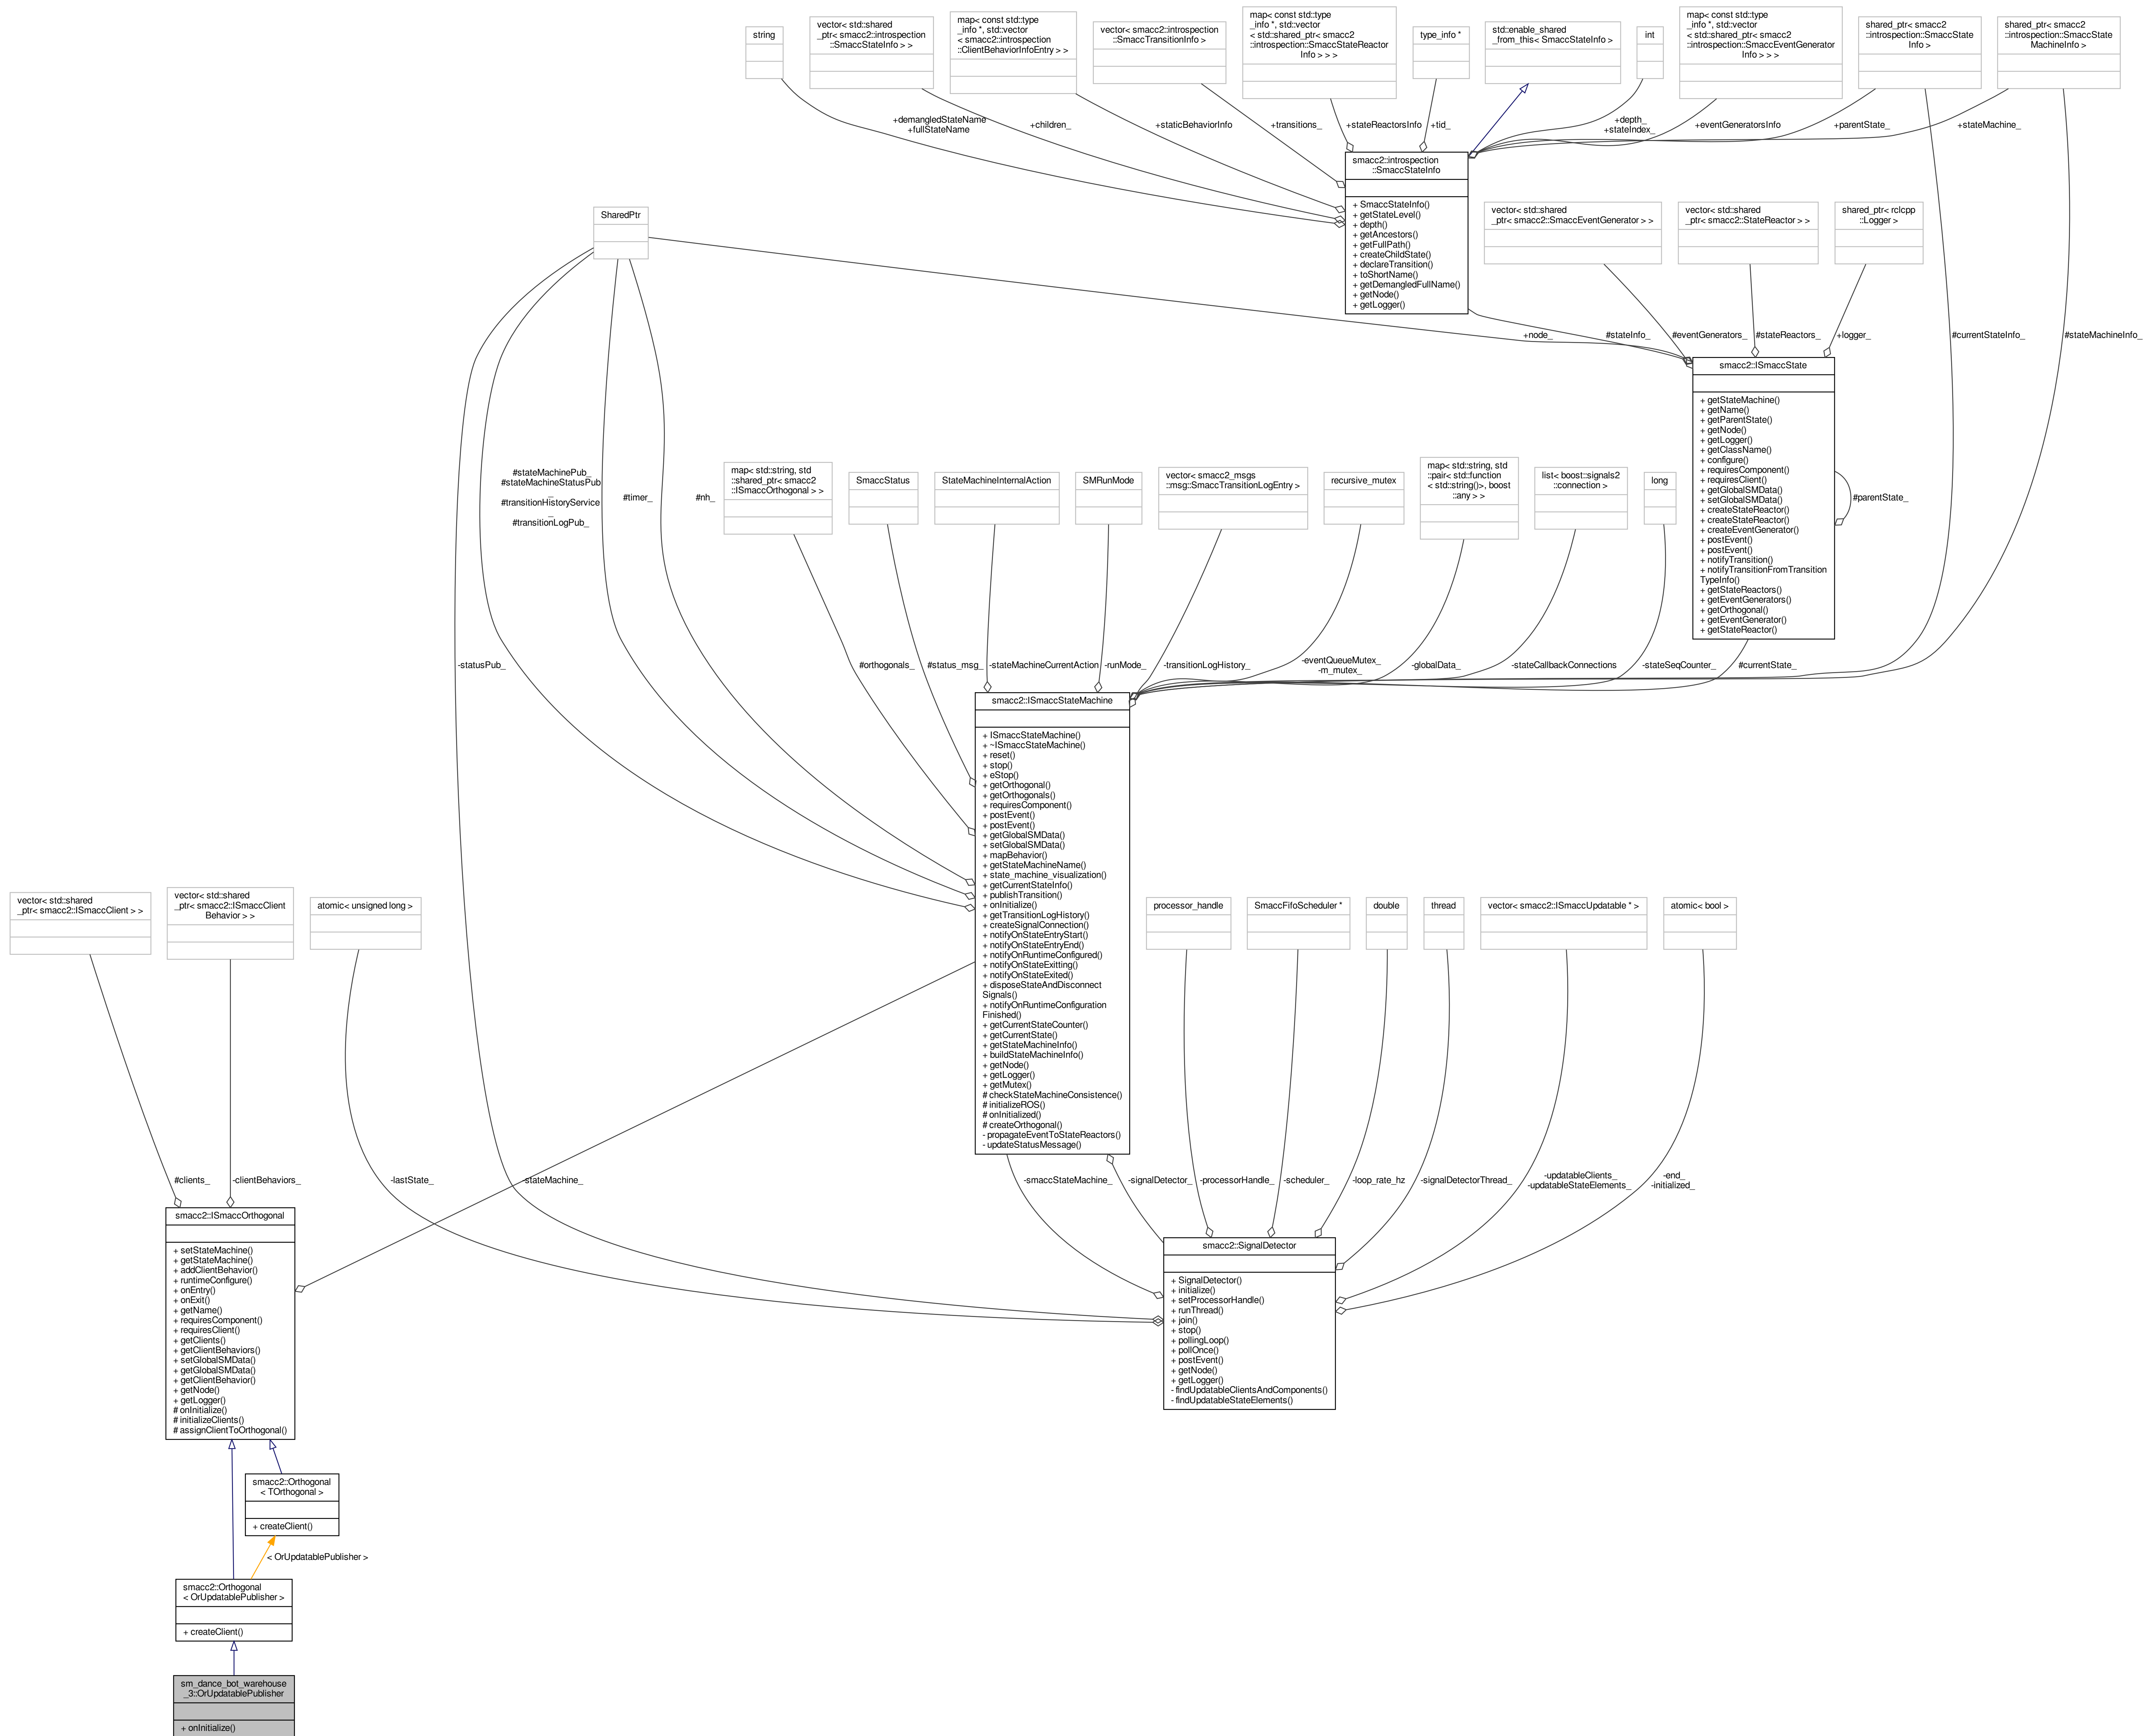 string
vector< std::shared
_ptr< smacc2::introspection
::SmaccStateInfo > >
map< const std::type
_info *, std::vector
< smacc2::introspection
::ClientBehaviorInfoEntry > >
vector< smacc2::introspection
::SmaccTransitionInfo >
map< const std::type
_info *, std::vector
< std::shared_ptr< smacc2
::introspection::SmaccStateReactor
Info > > >
type_info *
std::enable_shared
_from_this< SmaccStateInfo >
int
map< const std::type
_info *, std::vector
< std::shared_ptr< smacc2
::introspection::SmaccEventGenerator
Info > > >
shared_ptr< smacc2
::introspection::SmaccState
Info >
shared_ptr< smacc2
::introspection::SmaccState
MachineInfo >
+demangledStateName
+fullStateName
+children_
+staticBehaviorInfo
+transitions_
+stateReactorsInfo
+tid_
+depth_
+stateIndex_
+eventGeneratorsInfo
+parentState_
+stateMachine_
smacc2::introspection
::SmaccStateInfo
+ SmaccStateInfo()
+ getStateLevel()
+ depth()
+ getAncestors()
+ getFullPath()
+ createChildState()
+ declareTransition()
+ toShortName()
+ getDemangledFullName()
+ getNode()
+ getLogger()
SharedPtr
vector< std::shared
_ptr< smacc2::SmaccEventGenerator > >
vector< std::shared
_ptr< smacc2::StateReactor > >
shared_ptr< rclcpp
::Logger >
+node_
#stateInfo_
#eventGenerators_
#stateReactors_
+logger_
#currentStateInfo_
#stateMachineInfo_
smacc2::ISmaccState
+ getStateMachine()
+ getName()
+ getParentState()
+ getNode()
+ getLogger()
+ getClassName()
+ configure()
+ requiresComponent()
+ requiresClient()
+ getGlobalSMData()
+ setGlobalSMData()
+ createStateReactor()
+ createStateReactor()
+ createEventGenerator()
+ postEvent()
+ postEvent()
+ notifyTransition()
+ notifyTransitionFromTransition
TypeInfo()
+ getStateReactors()
+ getEventGenerators()
+ getOrthogonal()
+ getEventGenerator()
+ getStateReactor()
#parentState_
#stateMachinePub_
#stateMachineStatusPub
_
#transitionHistoryService
_
#transitionLogPub_
#timer_
#nh_
map< std::string, std
::shared_ptr< smacc2
::ISmaccOrthogonal > >
SmaccStatus
StateMachineInternalAction
SMRunMode
vector< smacc2_msgs
::msg::SmaccTransitionLogEntry >
recursive_mutex
map< std::string, std
::pair< std::function
< std::string()>, boost
::any > >
list< boost::signals2
::connection >
long
-statusPub_
#orthogonals_
#status_msg_
-stateMachineCurrentAction
-runMode_
-transitionLogHistory_
-eventQueueMutex_
-m_mutex_
-globalData_
-stateCallbackConnections
-stateSeqCounter_
#currentState_
smacc2::ISmaccStateMachine
+ ISmaccStateMachine()
+ ~ISmaccStateMachine()
+ reset()
+ stop()
+ eStop()
+ getOrthogonal()
+ getOrthogonals()
+ requiresComponent()
+ postEvent()
+ postEvent()
+ getGlobalSMData()
+ setGlobalSMData()
+ mapBehavior()
+ getStateMachineName()
+ state_machine_visualization()
+ getCurrentStateInfo()
+ publishTransition()
+ onInitialize()
+ getTransitionLogHistory()
+ createSignalConnection()
+ notifyOnStateEntryStart()
+ notifyOnStateEntryEnd()
+ notifyOnRuntimeConfigured()
+ notifyOnStateExitting()
+ notifyOnStateExited()
+ disposeStateAndDisconnect
Signals()
+ notifyOnRuntimeConfiguration
Finished()
+ getCurrentStateCounter()
+ getCurrentState()
+ getStateMachineInfo()
+ buildStateMachineInfo()
+ getNode()
+ getLogger()
+ getMutex()
# checkStateMachineConsistence()
# initializeROS()
# onInitialized()
# createOrthogonal()
- propagateEventToStateReactors()
- updateStatusMessage()
vector< std::shared
_ptr< smacc2::ISmaccClient > >
vector< std::shared
_ptr< smacc2::ISmaccClient
Behavior > >
atomic< unsigned long >
processor_handle
SmaccFifoScheduler *
double
thread
vector< smacc2::ISmaccUpdatable * >
atomic< bool >
#clients_
-clientBehaviors_
-lastState_
-stateMachine_
-smaccStateMachine_
-signalDetector_
-processorHandle_
-scheduler_
-loop_rate_hz
-signalDetectorThread_
-updatableClients_
-updatableStateElements_
-end_
-initialized_
smacc2::ISmaccOrthogonal
+ setStateMachine()
+ getStateMachine()
+ addClientBehavior()
+ runtimeConfigure()
+ onEntry()
+ onExit()
+ getName()
+ requiresComponent()
+ requiresClient()
+ getClients()
+ getClientBehaviors()
+ setGlobalSMData()
+ getGlobalSMData()
+ getClientBehavior()
+ getNode()
+ getLogger()
# onInitialize()
# initializeClients()
# assignClientToOrthogonal()
smacc2::SignalDetector
+ SignalDetector()
+ initialize()
+ setProcessorHandle()
+ runThread()
+ join()
+ stop()
+ pollingLoop()
+ pollOnce()
+ postEvent()
+ getNode()
+ getLogger()
- findUpdatableClientsAndComponents()
- findUpdatableStateElements()
smacc2::Orthogonal
< TOrthogonal >
+ createClient()
< OrUpdatablePublisher >
smacc2::Orthogonal
< OrUpdatablePublisher >
+ createClient()
sm_dance_bot_warehouse
_3::OrUpdatablePublisher
+ onInitialize()